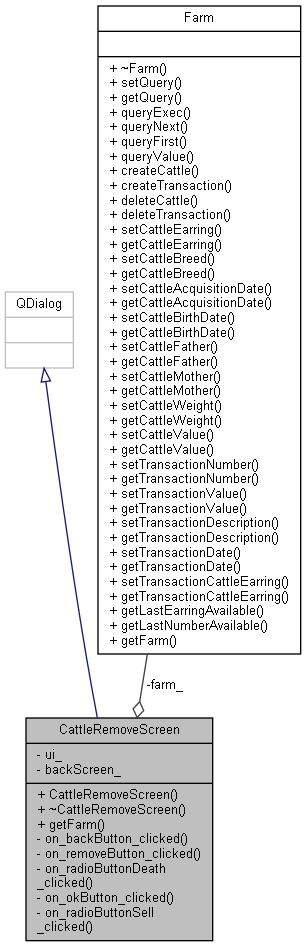 Farm
+ ~Farm()
+ setQuery()
+ getQuery()
+ queryExec()
+ queryNext()
+ queryFirst()
+ queryValue()
+ createCattle()
+ createTransaction()
+ deleteCattle()
+ deleteTransaction()
+ setCattleEarring()
+ getCattleEarring()
+ setCattleBreed()
+ getCattleBreed()
+ setCattleAcquisitionDate()
+ getCattleAcquisitionDate()
+ setCattleBirthDate()
+ getCattleBirthDate()
+ setCattleFather()
+ getCattleFather()
+ setCattleMother()
+ getCattleMother()
+ setCattleWeight()
+ getCattleWeight()
+ setCattleValue()
+ getCattleValue()
+ setTransactionNumber()
+ getTransactionNumber()
+ setTransactionValue()
+ getTransactionValue()
+ setTransactionDescription()
+ getTransactionDescription()
+ setTransactionDate()
+ getTransactionDate()
+ setTransactionCattleEarring()
+ getTransactionCattleEarring()
+ getLastEarringAvailable()
+ getLastNumberAvailable()
+ getFarm()
QDialog
-farm_
CattleRemoveScreen
- ui_
- backScreen_
+ CattleRemoveScreen()
+ ~CattleRemoveScreen()
+ getFarm()
- on_backButton_clicked()
- on_removeButton_clicked()
- on_radioButtonDeath
_clicked()
- on_okButton_clicked()
- on_radioButtonSell
_clicked()